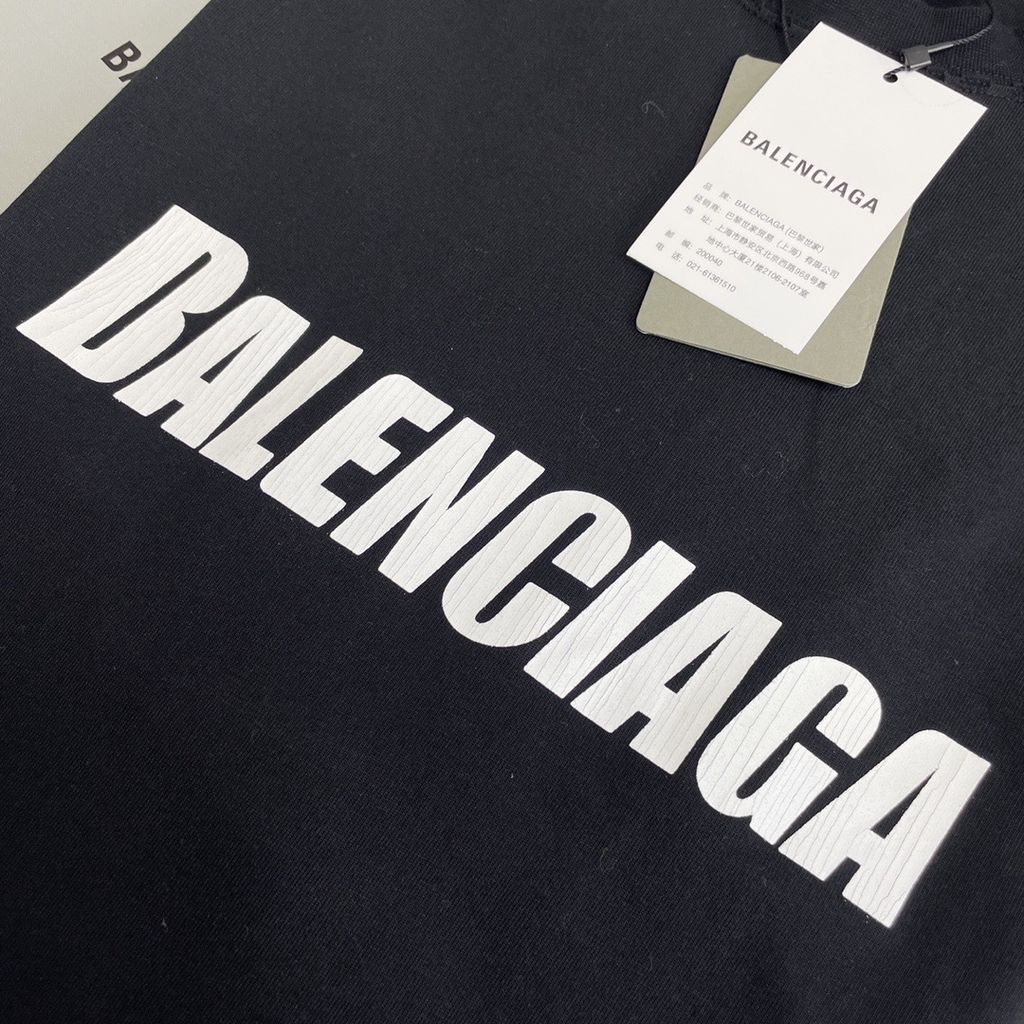 BA
BALENCIAGA
品 牌: BALENCIAGA (巴黎世家)
经销商: 巴黎世家贸易 (上海) 有限公司
地 址: 上海市静安区北京西路968号嘉
地中心大厦21楼2106-2107室
邮 编: 200040
电 话: 021-61361510
BALENCIAGA